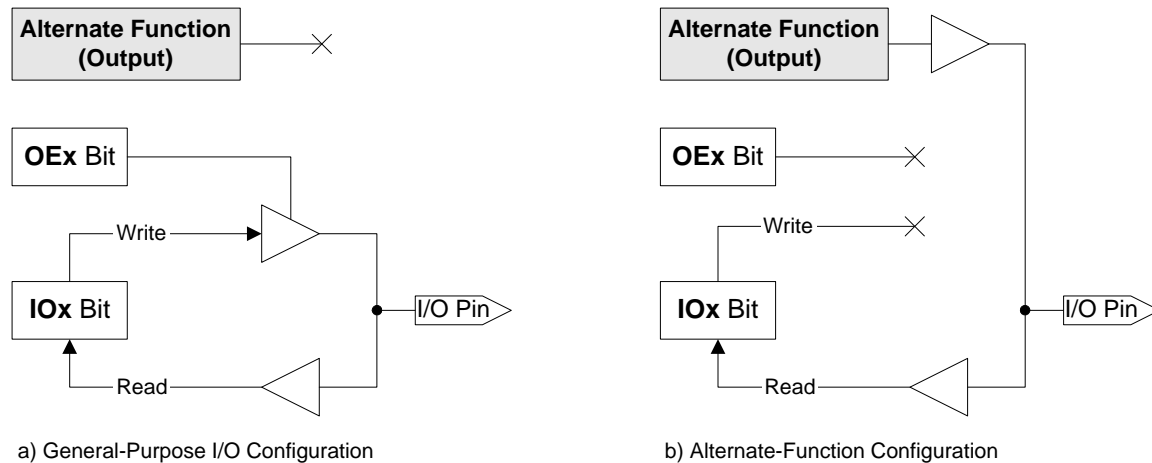 Alternate Function
(Output)
OEx Bit
Write
IOx Bit
I/O Pin
Read
a) General-Purpose I/O Configuration
Alternate Function
(Output)
OEx Bit
Write
IOx Bit
I/O Pin
Read
b) Alternate-Function Configuration